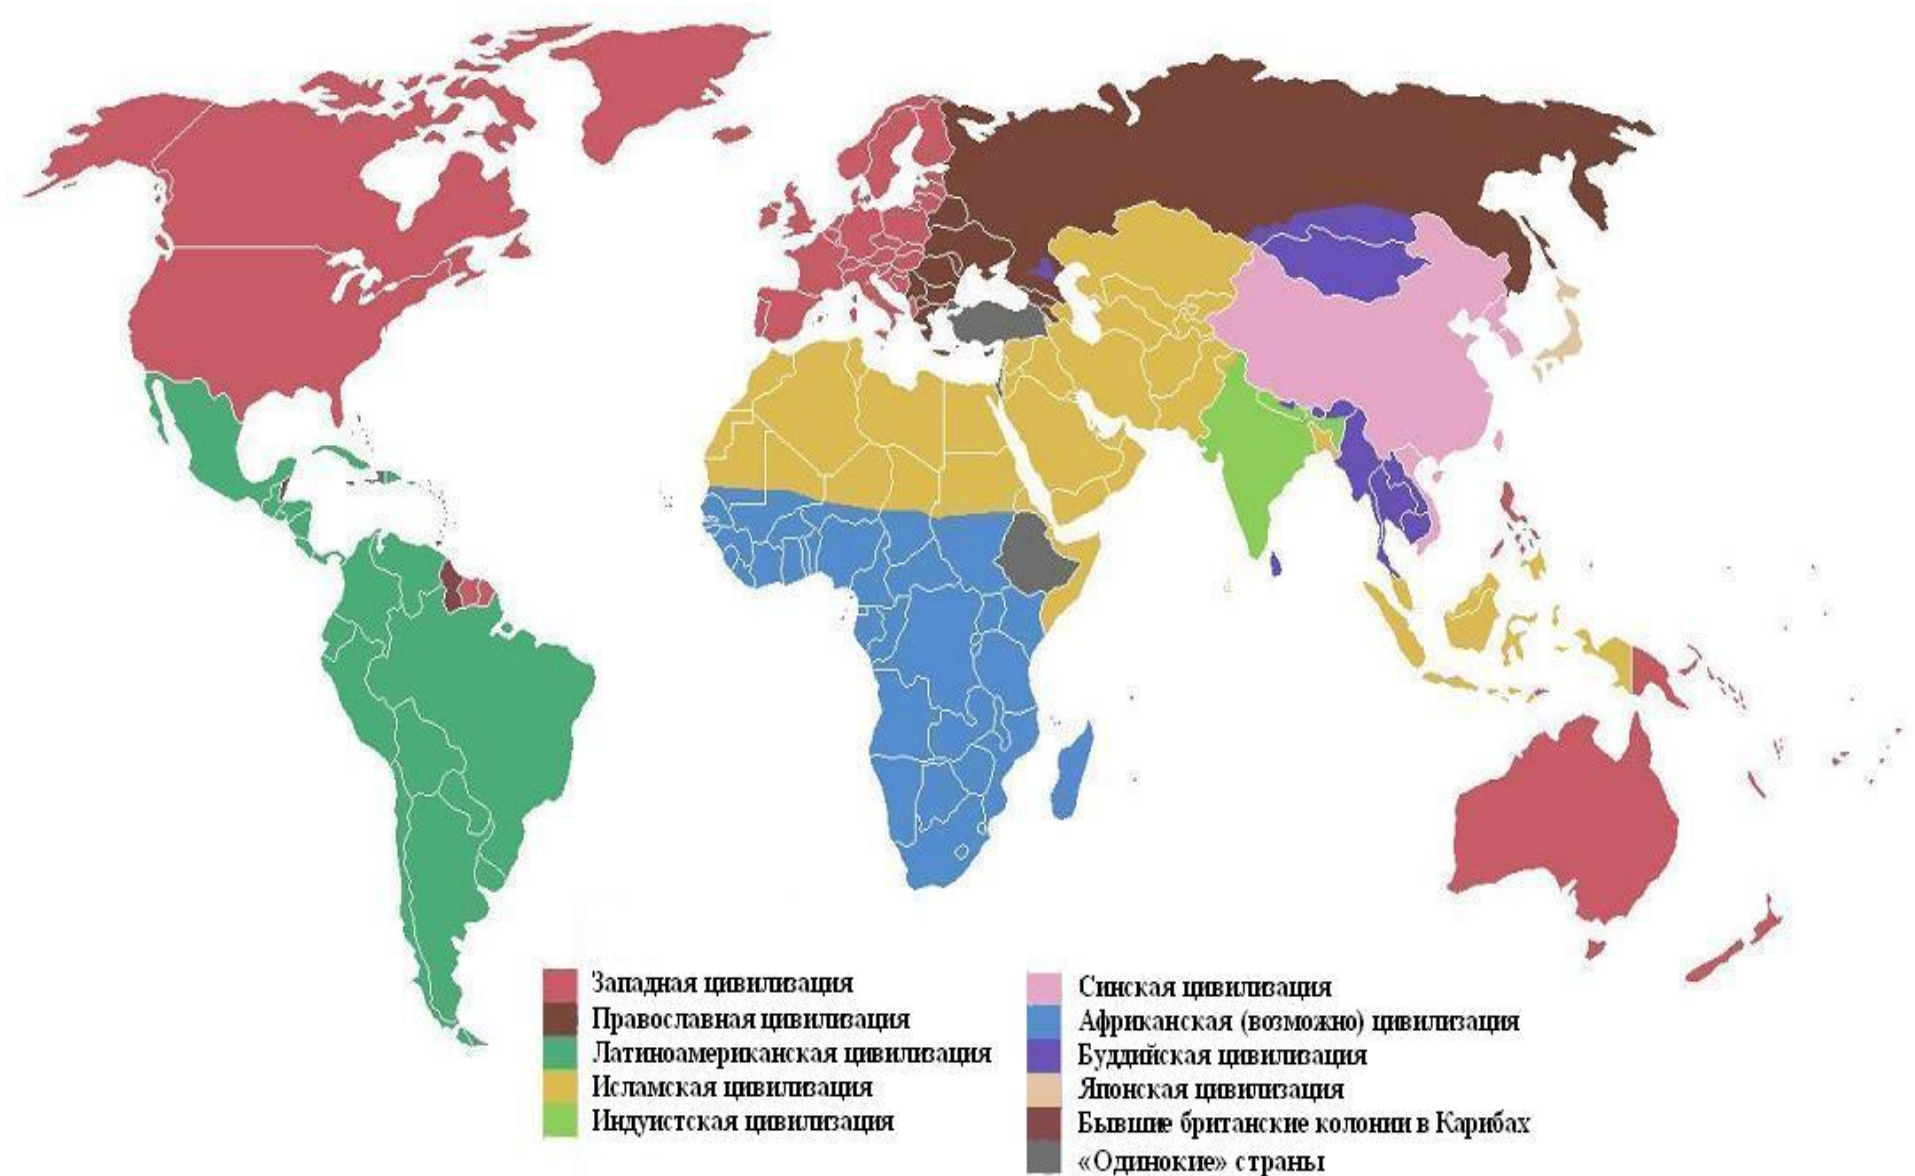 Западная цивилизация
Православная цивилизация
Латиноамериканская цивилизация
Исламская цивилизация
Индуистская цивилизация
Синская цивилизация
Африканская (возможно) цивилизация
Буддийская цивилизация
Японская цивилизация
Бывшие британские колонии в Карибах
«Одинокие» страны